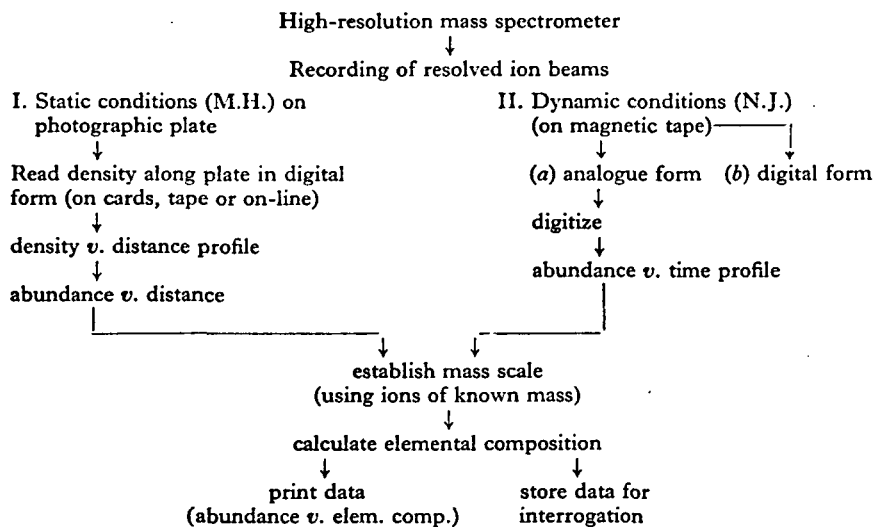 High-resolution mass spectrometer
Recording of resolved ion beams
I. Static conditions (M.H.) on
photographic plate
Read density along plate in digital
form (on cards, tape or on-line)
density v. distance profile
abundance v. distance
II. Dynamic conditions (N.J.)
(on magnetic tape)
(a) analogue form (b) digital form
digitize
abundance v. time profile
establish mass scale
(using ions of known mass)
calculate elemental composition
print data
(abundance v. elem. comp.)
store data for
interrogation